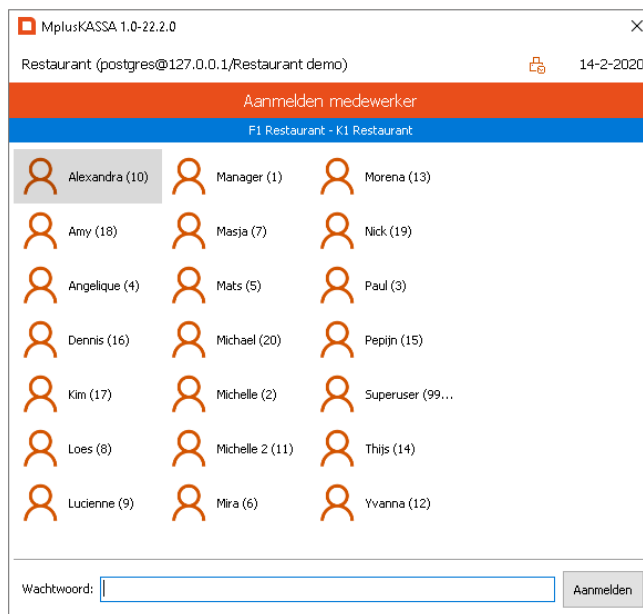 MplusKASSA 1.0-22.2.0
Restaurant (postgres@127.0.0.1/Restaurant demo) 14-2-2020
Aanmelden medewerker
F1 Restaurant - K1 Restaurant
Alexandra (10) Manager (1) Morena (13)
Amy (18) Masja (7) Nick (19)
Angelique (4) Mats (5) Paul (3)
Dennis (16) Michael (20) Pepijn (15)
Kim (17) Michelle (2) Superuser (99...
Loes (8) Michelle 2 (11) Thijs (14)
Lucienne (9) Mira (6) Yvanna (12)
Wachtwoord: Aanmelden